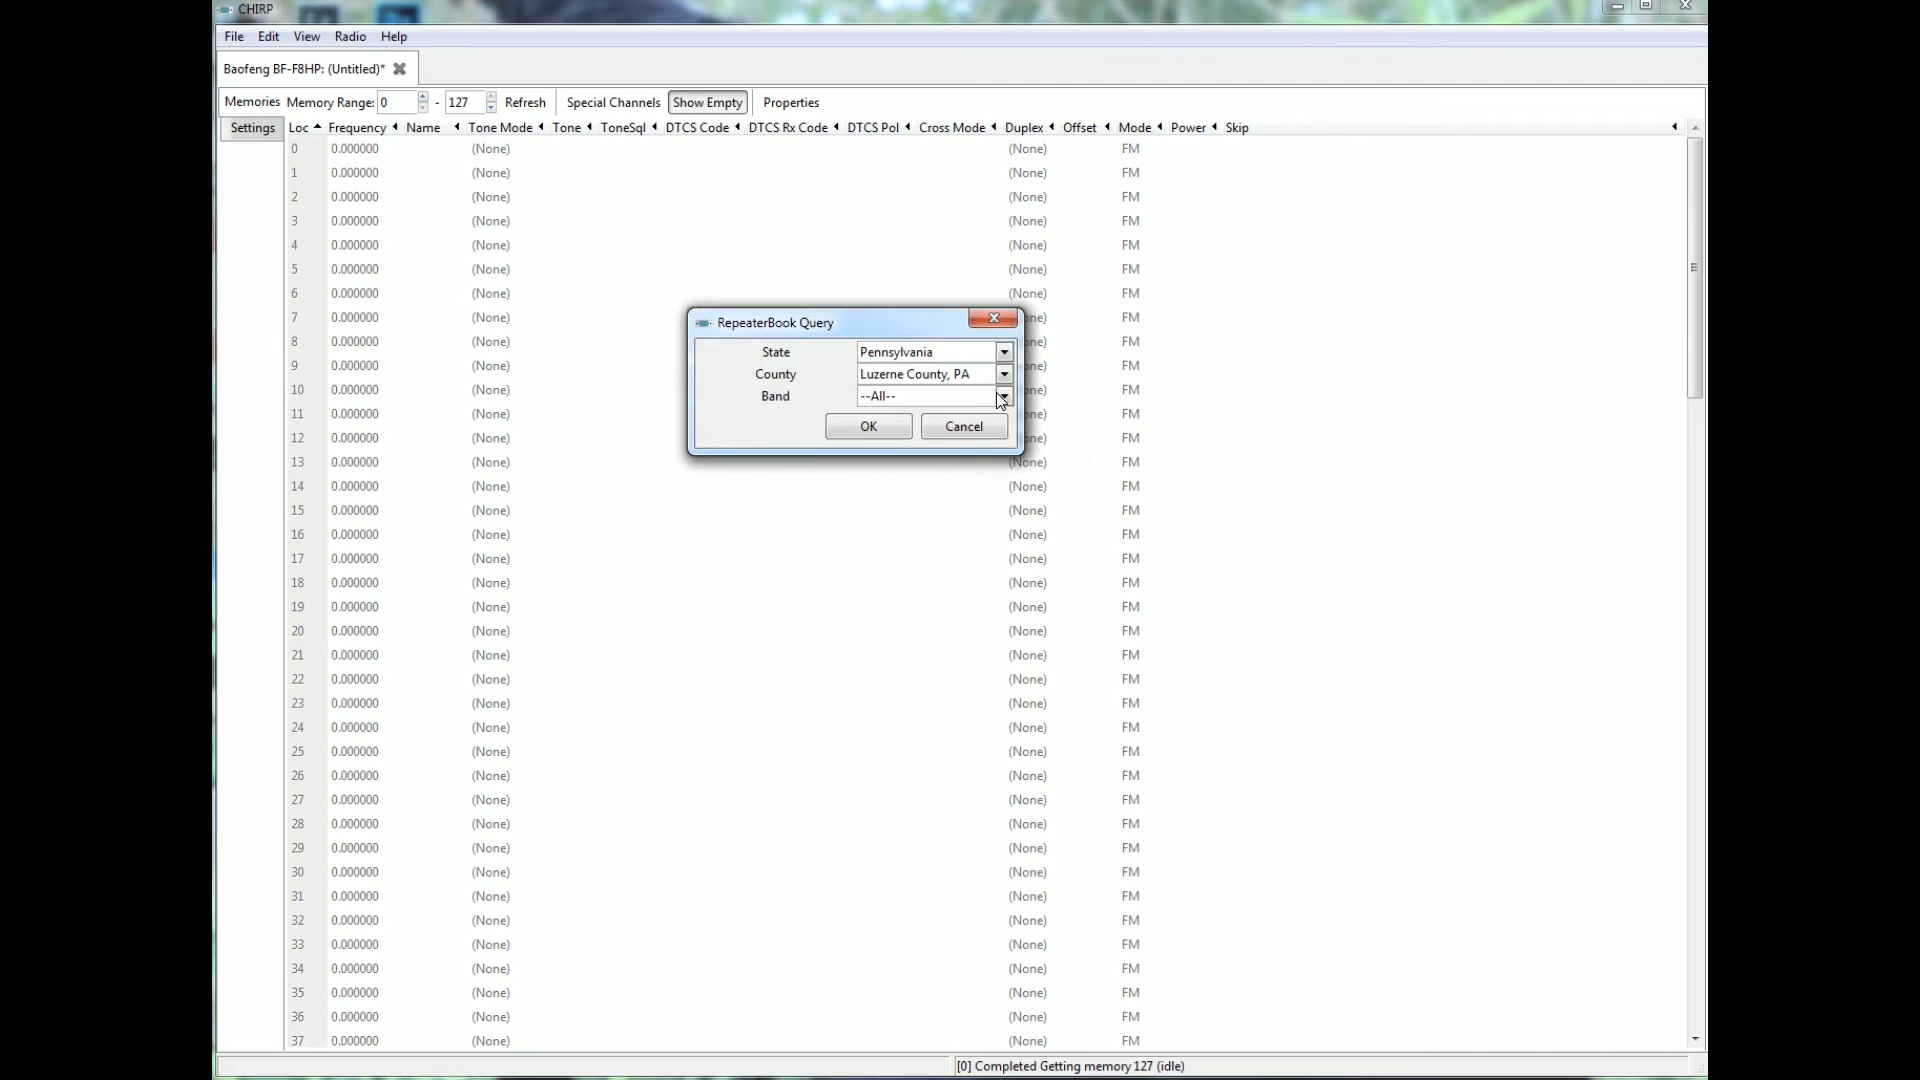 CHIRP
File Edit View Radio Help
Baofeng BF-F8HP: (Untitled)*
Memories Memory Range: 0 - 127 Refresh Special Channels Show Empty Properties
Settings Loc Frequency Name Tone Mode Tone ToneSql DTCS Code DTCS Rx Code DTCS Pol Cross Mode Duplex Offset Mode Power Skip
0 0.000000 (None) (None) FM
1 0.000000 (None) (None) FM
2 0.000000 (None) (None) FM
3 0.000000 (None) (None) FM
4 0.000000 (None) (None) FM
5 0.000000 (None) (None) FM
6 0.000000 (None) (None) FM
7 0.000000 (None) one) FM
8 0.000000 (None) one) FM
9 0.000000 (None) one) FM
10 0.000000 (None) one) FM
11 0.000000 (None) one) FM
12 0.000000 (None) one) FM
13 0.000000 (None) (None) FM
14 0.000000 (None) (None) FM
15 0.000000 (None) (None) FM
16 0.000000 (None) (None) FM
17 0.000000 (None) (None) FM
18 0.000000 (None) (None) FM
19 0.000000 (None) (None) FM
20 0.000000 (None) (None) FM
21 0.000000 (None) (None) FM
22 0.000000 (None) (None) FM
23 0.000000 (None) (None) FM
24 0.000000 (None) (None) FM
25 0.000000 (None) (None) FM
26 0.000000 (None) (None) FM
27 0.000000 (None) (None) FM
28 0.000000 (None) (None) FM
29 0.000000 (None) (None) FM
30 0.000000 (None) (None) FM
31 0.000000 (None) (None) FM
32 0.000000 (None) (None) FM
33 0.000000 (None) (None) FM
34 0.000000 (None) (None) FM
35 0.000000 (None) (None) FM
36 0.000000 (None) (None) FM
37 0.000000 (None) (None) FM
RepeaterBook Query
State Pennsylvania
County Luzerne County, PA
Band --All--
OK Cancel
[0] Completed Getting memory 127 (idle)